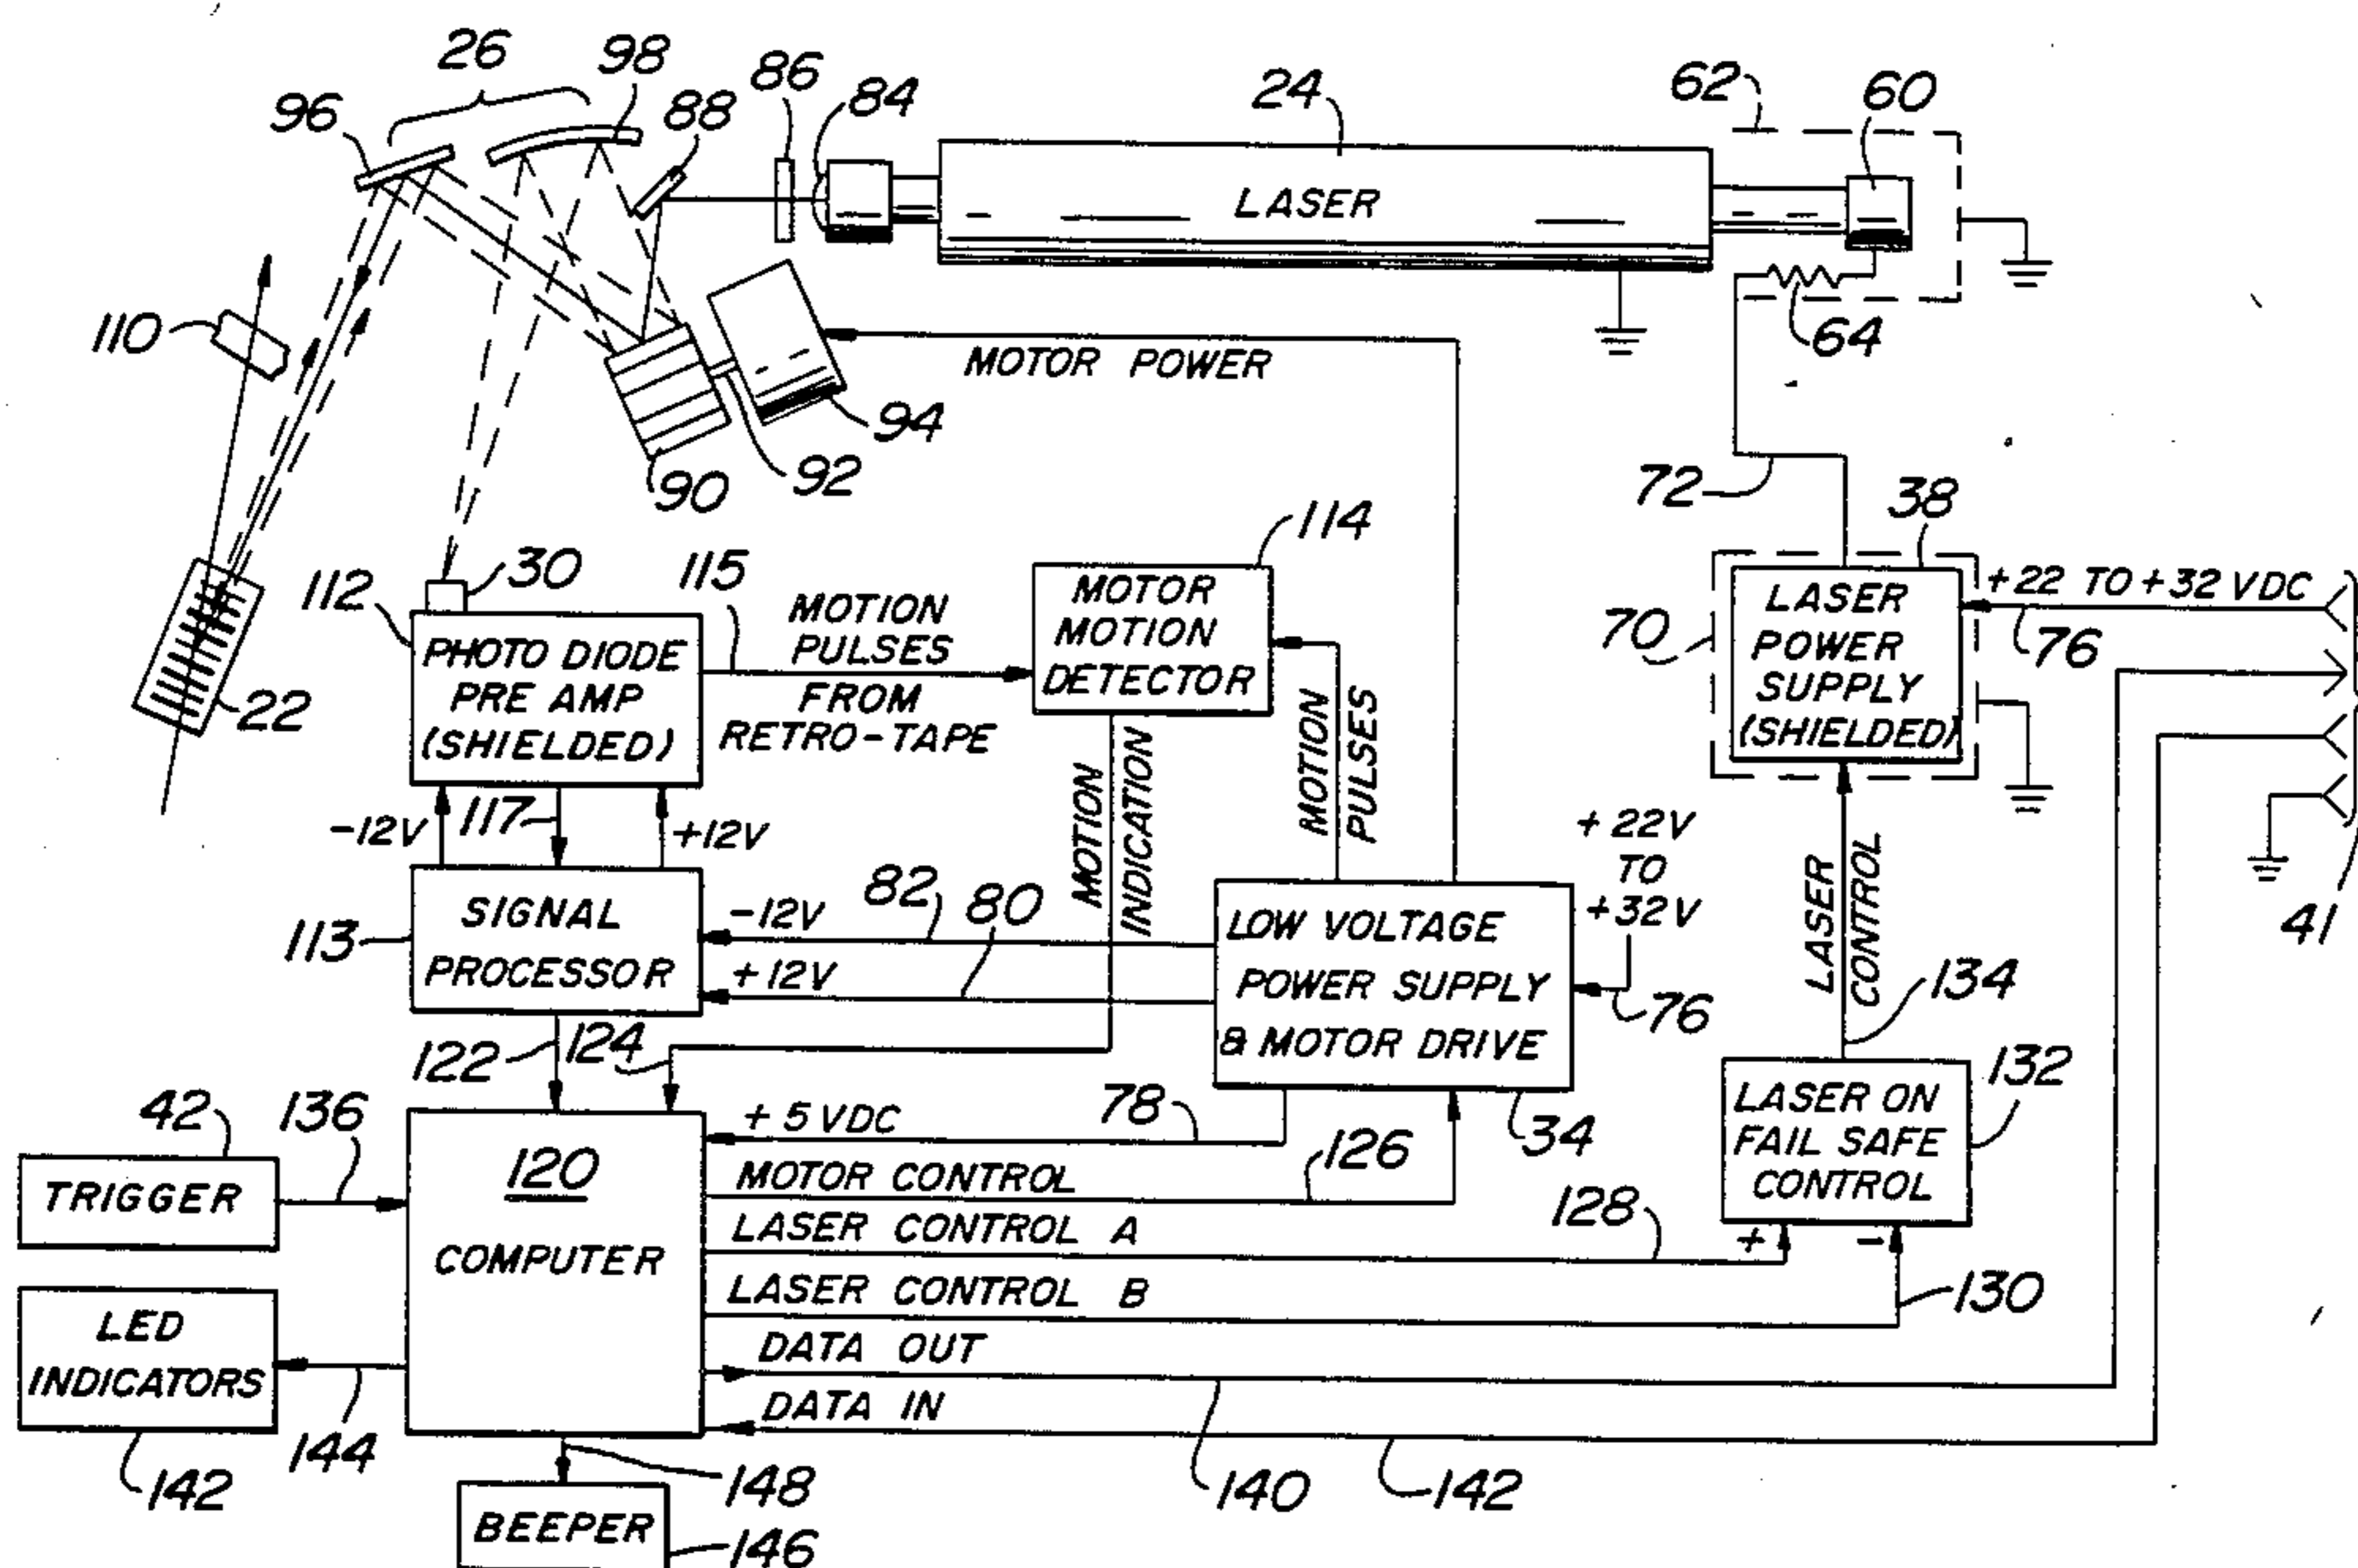 26
98
86
84
24
62
60
96
88
LASER
110
64
MOTOR POWER
94
92
90
72
38
114
30
115
112
+22 TO +32 VDC
MOTION
PULSES
FROM
RETRO-TAPE
MOTOR
MOTION
DETECTOR
LASER
POWER
SUPPLY
(SHIELDED)
70
76
PHOTO DIODE
PRE AMP
(SHIELDED)
22
MOTION
INDICATION
MOTION
PULSES
-12V
117
+12V
+22V
TO
+32V
LASER
CONTROL
41
82
80
-12V
+12V
SIGNAL
PROCESSOR
113
LOW VOLTAGE
POWER SUPPLY
& MOTOR DRIVE
76
134
122
124
132
42
136
+5 VDC
78
34
LASER ON
FAIL SAFE
CONTROL
TRIGGER
120
COMPUTER
MOTOR CONTROL
126
LASER CONTROL A
128
+
-
LASER CONTROL B
130
LED
INDICATORS
DATA OUT
DATA IN
144
142
148
140
142
BEEPER
146